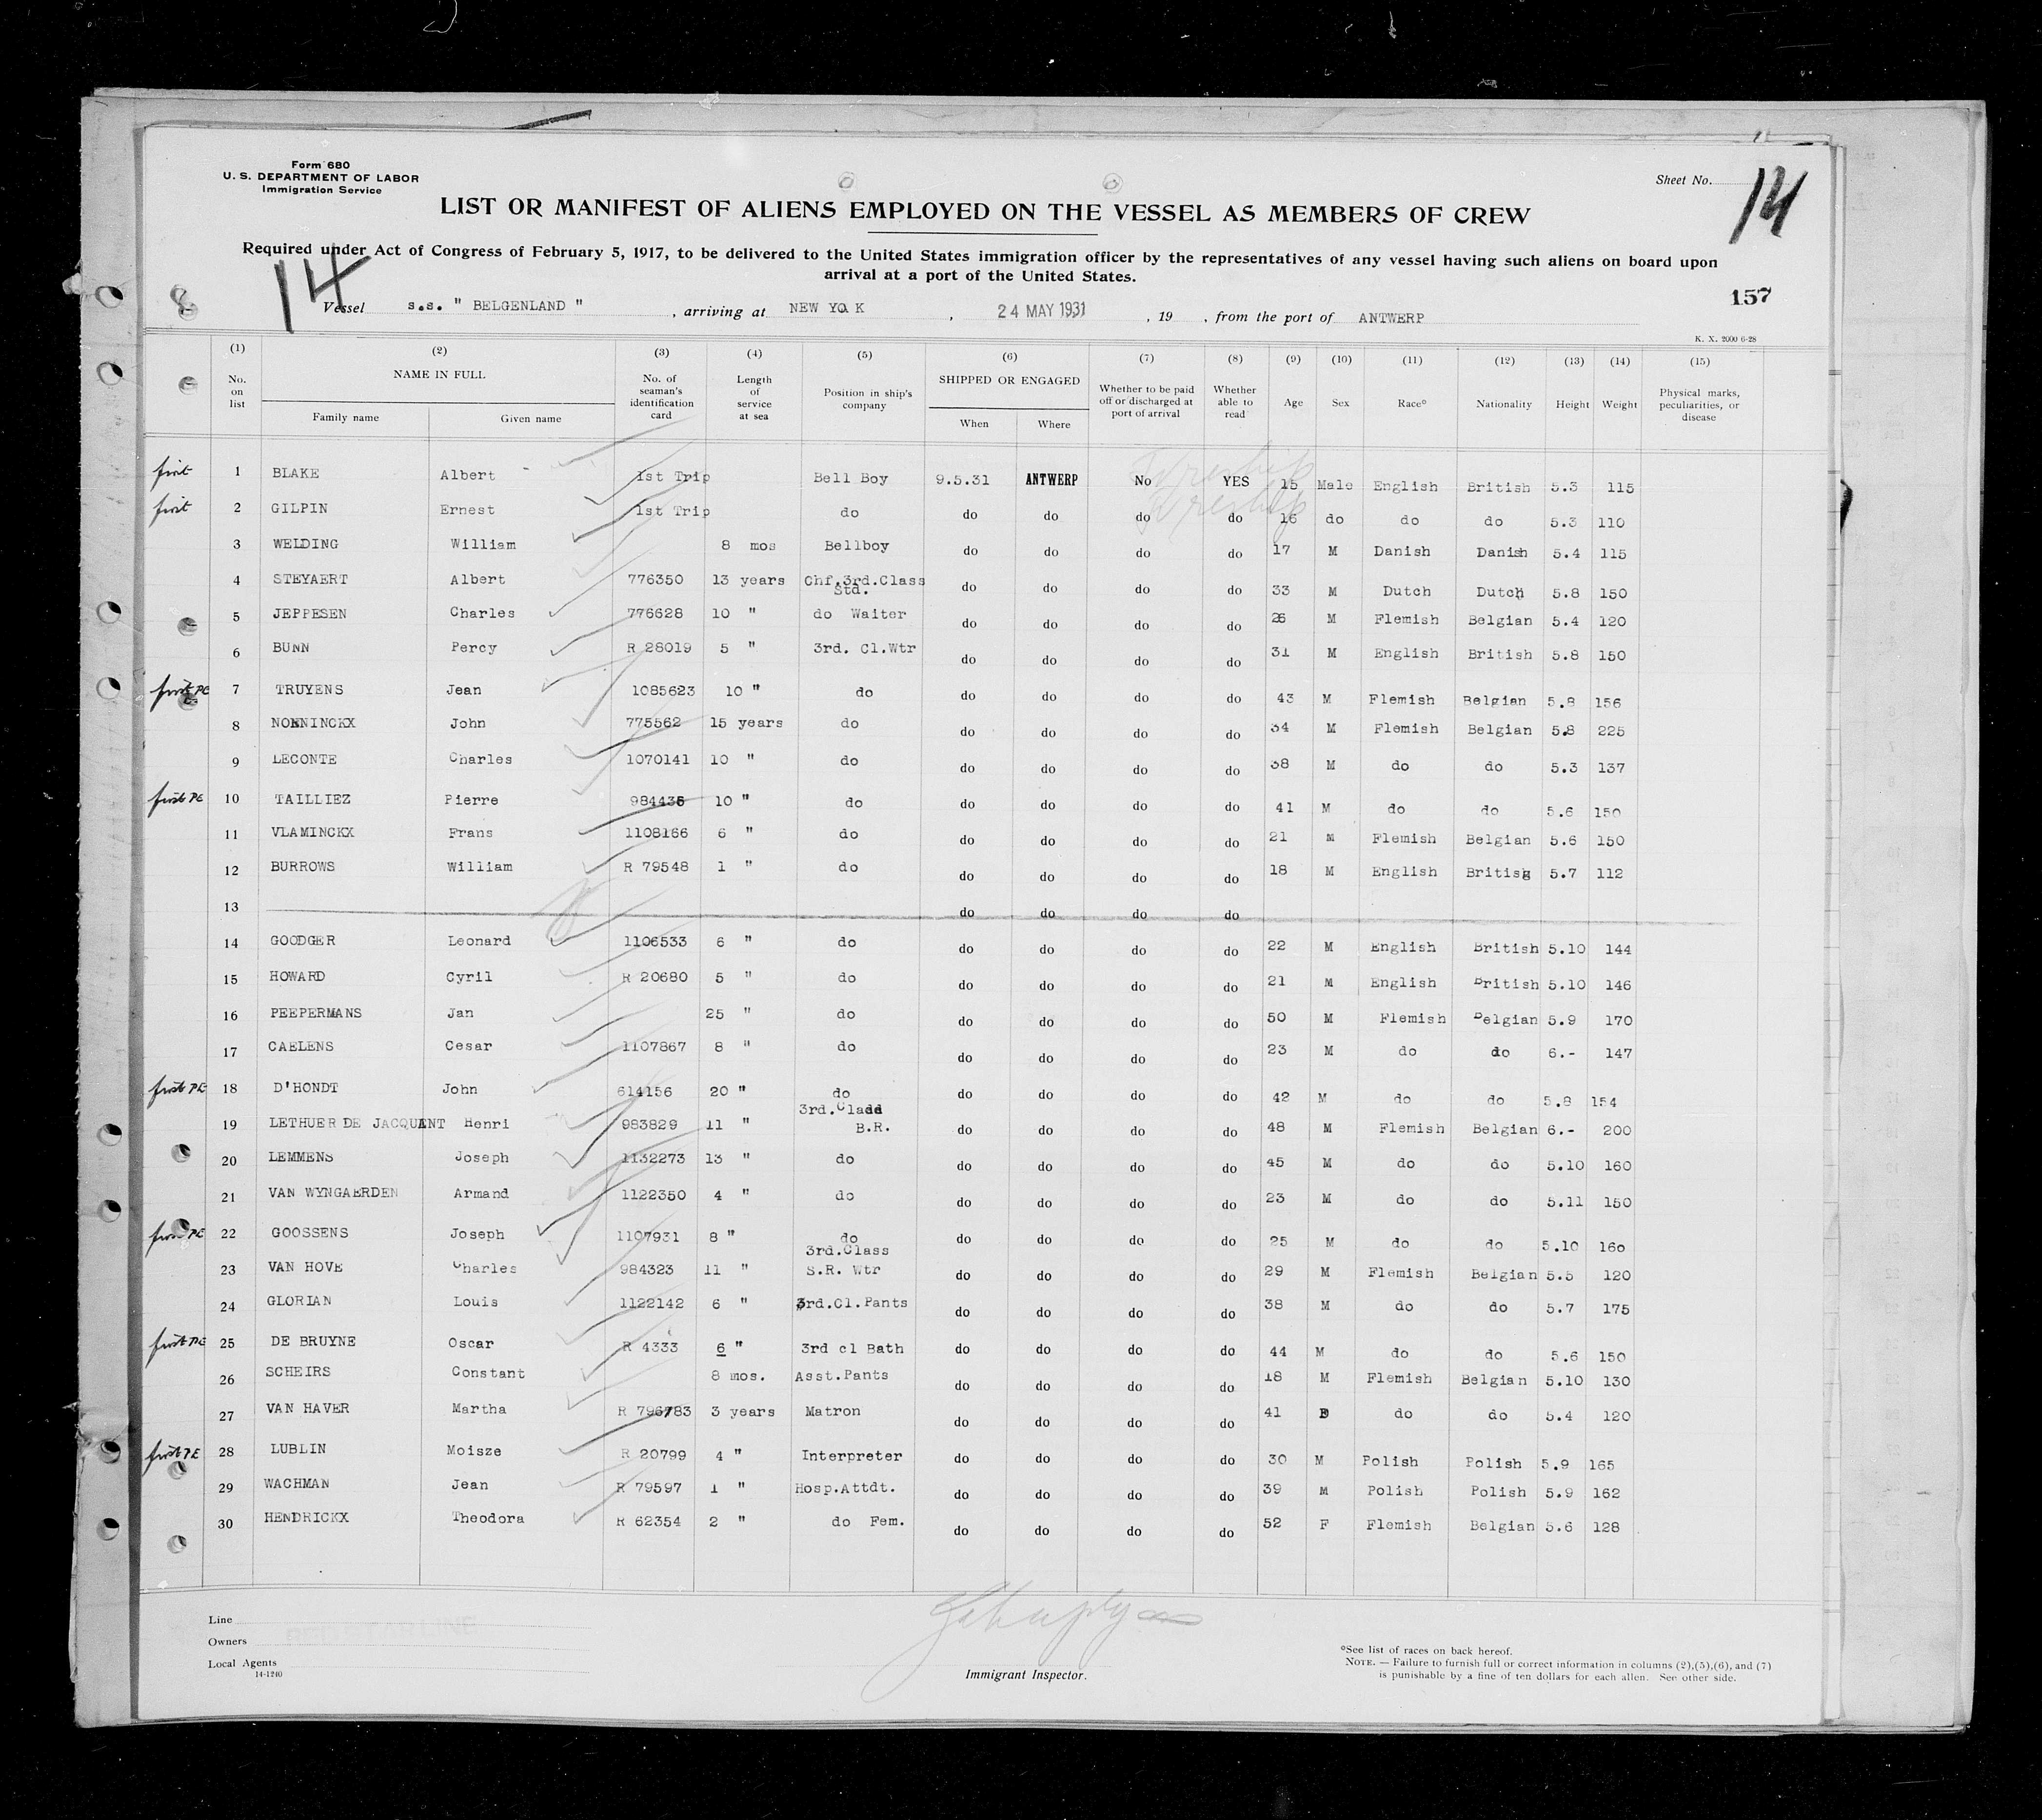 Form 680
U. S. DEPARTMENT OF LABOR
Immigration Service
Sheet No. 14
LIST OR MANIFEST OF ALIENS EMPLOYED ON THE VESSEL AS MEMBERS OF CREW
Required under Act of Congress of February 5, 1917, to be delivered to the United States immigration officer by the representatives of any vessel having such aliens on board upon
arrival at a port of the United States.
14
157
Vessel s.s. " BELGENLAND " , arriving at NEW YO K , 24 MAY 1931 , 19 , from the port of ANTWERP
K. X. 2000 6-28
(1) (2) (3) (4) (5) (6) (7) (8) (9) (10) (11) (12) (13) (14) (15)
No. on list NAME IN FULL Family name Given name No. of seaman's identification card Length of service at sea Position in ship's company SHIPPED OR ENGAGED When Where Whether to be paid off or discharged at port of arrival Whether able to read Age Sex Race° Nationality Height Weight Physical marks, peculiarities, or disease
first 1 BLAKE Albert 1st Trip Bell Boy 9.5.31 ANTWERP No YES 15 Male English British 5.3 115
first 2 GILPIN Ernest 1st Trip do do do do do 16 do do do 5.3 110
3 WELDING William 8 mos Bellboy do do do do 17 M Danish Danish 5.4 115
4 STEYAERT Albert 776350 13 years Chf.3rd.Class Std. do do do do 33 M Dutch Dutch 5.8 150
5 JEPPESEN Charles 776628 10 " do Waiter do do do do 26 M Flemish Belgian 5.4 120
6 BUNN Percy R 28019 5 " 3rd. Cl.Wtr do do do do 31 M English British 5.8 150
first PE 7 TRUYENS Jean 1085623 10 " do do do do do 43 M Flemish Belgian 5.8 156
8 NOENINCKX John 775562 15 years do do do do do 34 M Flemish Belgian 5.8 225
9 LECONTE Charles 1070141 10 " do do do do do 38 M do do 5.3 137
first PE 10 TAILLIEZ Pierre 984435 10 " do do do do do 41 M do do 5.6 150
11 VLAMINCKX Frans 1108166 6 " do do do do do 21 M Flemish Belgian 5.6 150
12 BURROWS William R 79548 1 " do do do do do 18 M English British 5.7 112
13 do do do do
14 GOODGER Leonard 1106533 6 " do do do do do 22 M English British 5.10 144
15 HOWARD Cyril R 20680 5 " do do do do do 21 M English British 5.10 146
16 PEEPERMANS Jan 25 " do do do do do 50 M Flemish Belgian 5.9 170
17 CAELENS Cesar 1107867 8 " do do do do do 23 M do do 6.- 147
first PE 18 D'HONDT John 614156 20 " do do do do do 42 M do do 5.8 154
19 LETHUER DE JACQUANT Henri 983829 11 " 3rd.Cladd B.R. do do do do 48 M Flemish Belgian 6.- 200
20 LEMMENS Joseph 1132273 13 " do do do do do 45 M do do 5.10 160
21 VAN WYNGAERDEN Armand 1122350 4 " do do do do do 23 M do do 5.11 150
first PE 22 GOOSSENS Joseph 1107931 8 " do do do do do 25 M do do 5.10 160
23 VAN HOVE Charles 984323 11 " 3rd.Class S.R. Wtr do do do do 29 M Flemish Belgian 5.5 120
24 GLORIAN Louis 1122142 6 " 3rd.Cl.Pants do do do do 38 M do do 5.7 175
first PE 25 DE BRUYNE Oscar R 4333 6 " 3rd cl Bath do do do do 44 M do do 5.6 150
26 SCHEIRS Constant 8 mos. Asst.Pants do do do do 18 M Flemish Belgian 5.10 130
27 VAN HAVER Martha R 796783 3 years Matron do do do do 41 do do 5.4 120
first PE 28 LUBLIN Moisze R 20799 4 " Interpreter do do do do 30 M Polish Polish 5.9 165
29 WACHMAN Jean R 79597 1 " Hosp.Attdt. do do do do 39 M Polish Polish 5.9 162
30 HENDRICKX Theodora R 62354 2 " do Fem. do do do do 52 F Flemish Belgian 5.6 128
Line
Owners
Local Agents
14-1240
Immigrant Inspector.
°See list of races on back hereof.
NOTE. — Failure to furnish full or correct information in columns (2),(5),(6), and (7)
is punishable by a fine of ten dollars for each alien. See other side.